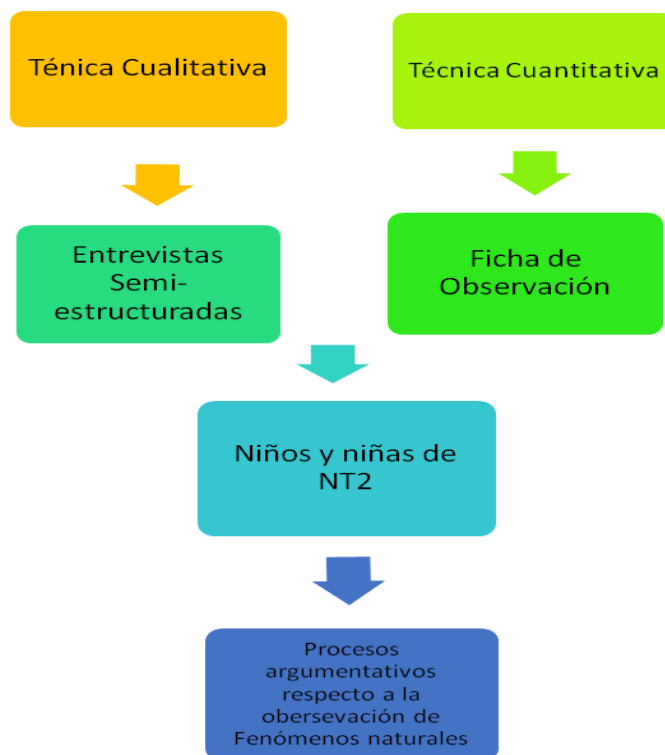 Ténica Cualitativa
Técnica Cuantitativa
Entrevistas
Semi-
estructuradas
Ficha de
Observación
Niños y niñas de
NT2
Procesos
argumentativos
respecto a la
obersevación de
Fenómenos naturales